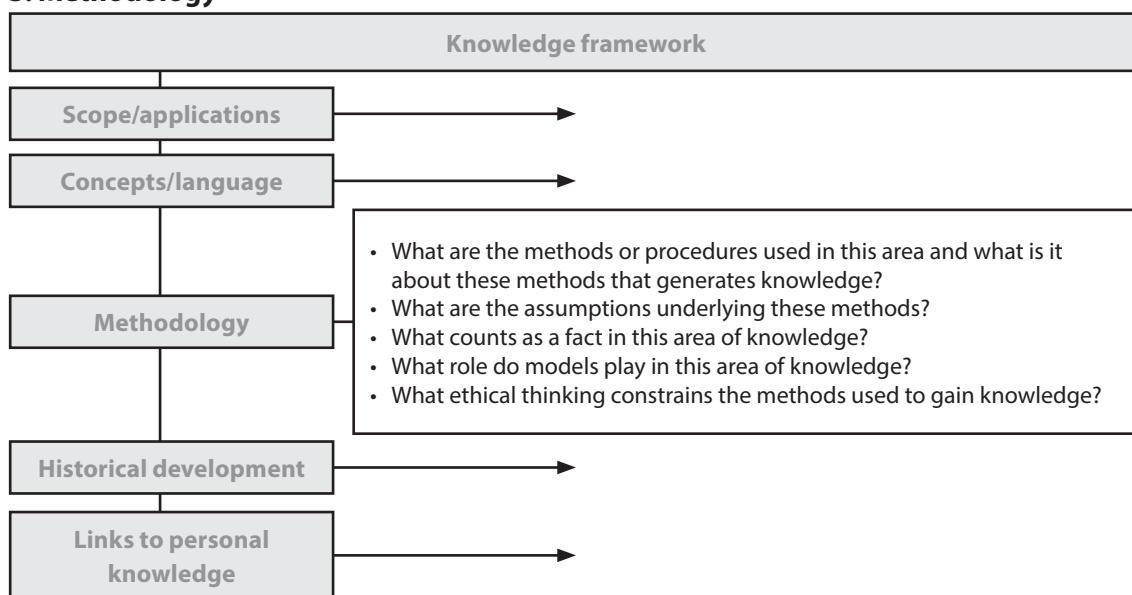 Knowledge framework
Scope/applications
Concepts/language
Methodology
• What are the methods or procedures used in this area and what is it
about these methods that generates knowledge?
• What are the assumptions underlying these methods?
• What counts as a fact in this area of knowledge?
• What role do models play in this area of knowledge?
• What ethical thinking constrains the methods used to gain knowledge?
Historical development
Links to personal
knowledge